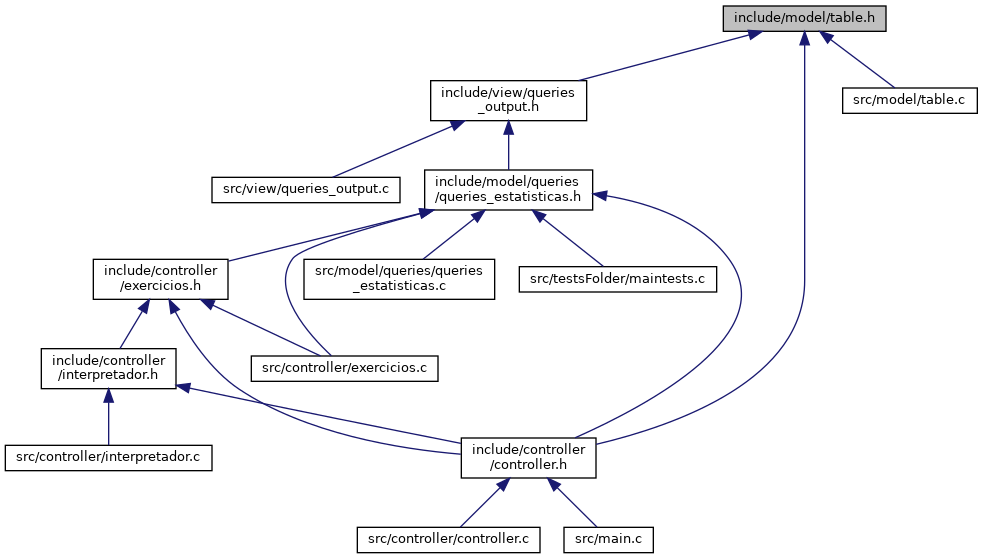 include/model/table.h
include/view/queries
_output.h
src/model/table.c
src/view/queries_output.c
include/model/queries
/queries_estatisticas.h
include/controller
/exercicios.h
src/model/queries/queries
_estatisticas.c
src/testsFolder/maintests.c
include/controller
/interpretador.h
src/controller/exercicios.c
src/controller/interpretador.c
include/controller
/controller.h
src/controller/controller.c
src/main.c